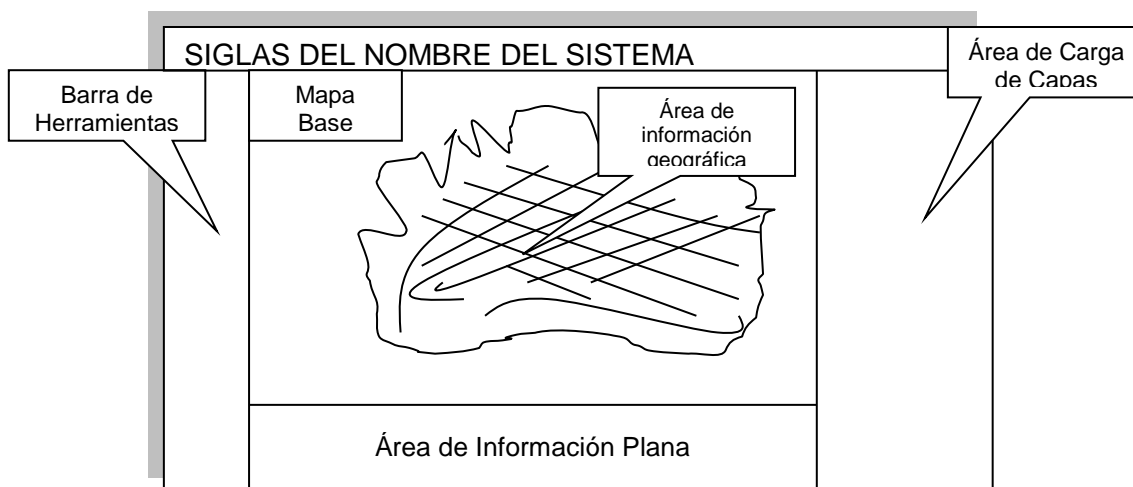 SIGLAS DEL NOMBRE DEL SISTEMA
Área de Carga
de Capas
Barra de
Herramientas
Mapa
Base
Área de
información
geográfica
Área de Información Plana